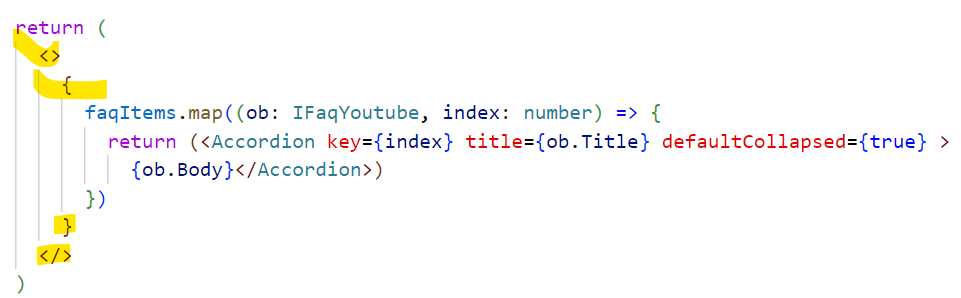 return (
<>
{
faqItems.map((ob: IFaqYoutube, index: number) => {
return (<Accordion key={index} title={ob.Title} defaultCollapsed={true} >
{ob.Body}</Accordion>)
})
}
</>
)